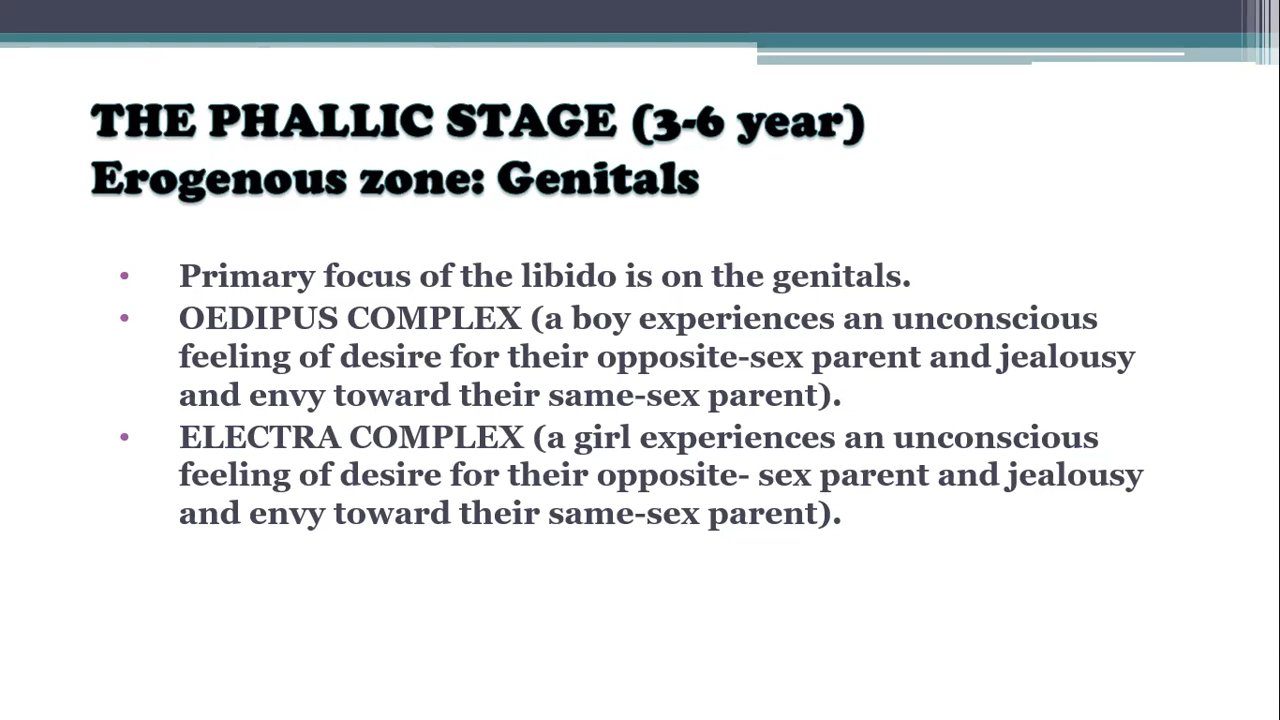 THE PHALLIC STAGE (3-6 year)
Erogenous zone: Genitals
• Primary focus of the libido is on the genitals.
• OEDIPUS COMPLEX (a boy experiences an unconscious
feeling of desire for their opposite-sex parent and jealousy
and envy toward their same-sex parent).
• ELECTRA COMPLEX (a girl experiences an unconscious
feeling of desire for their opposite- sex parent and jealousy
and envy toward their same-sex parent).